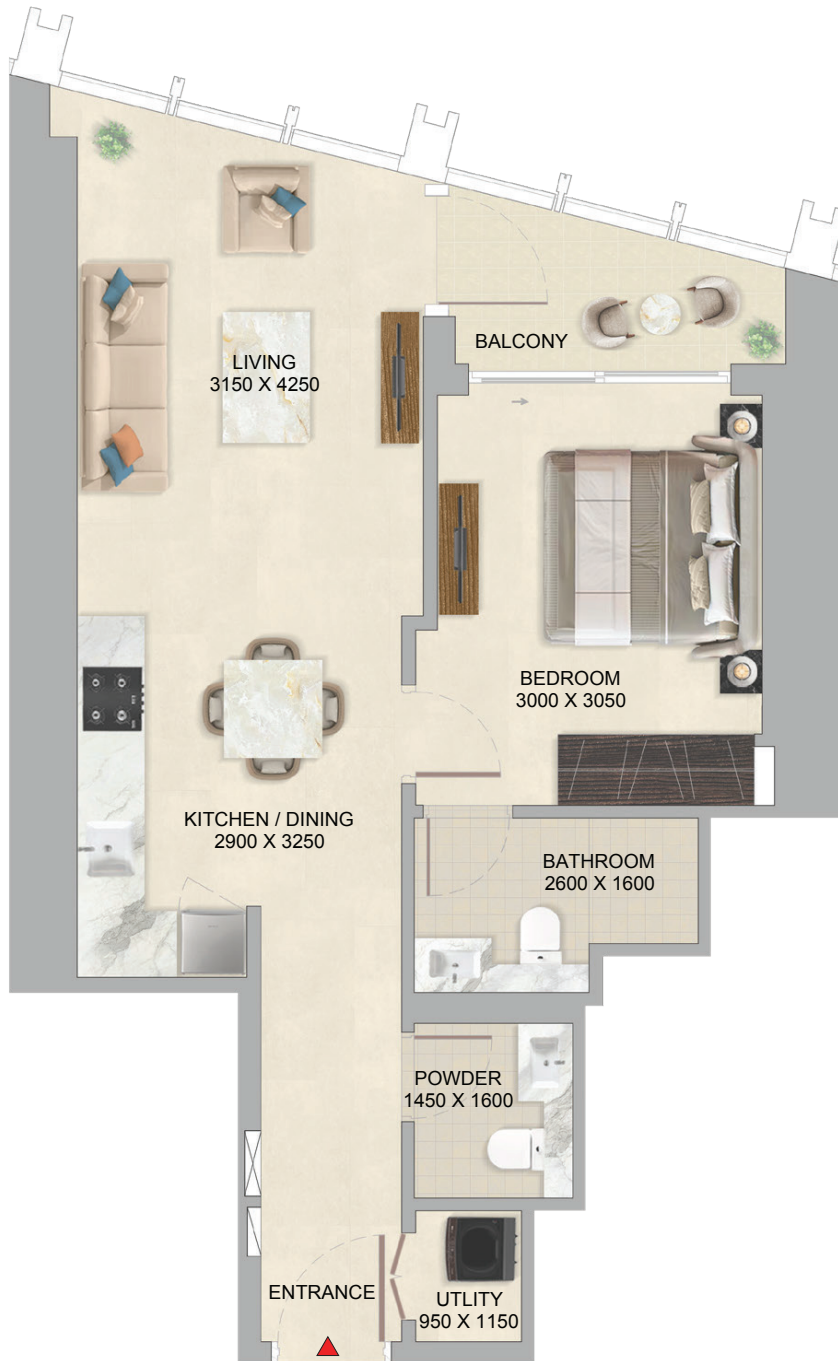 LIVING
3150 X 4250
BALCONY
BEDROOM
3000 X 3050
KITCHEN / DINING
2900 X 3250
BATHROOM
2600 X 1600
POWDER
1450 X 1600
ENTRANCE
UTLITY
950 X 1150